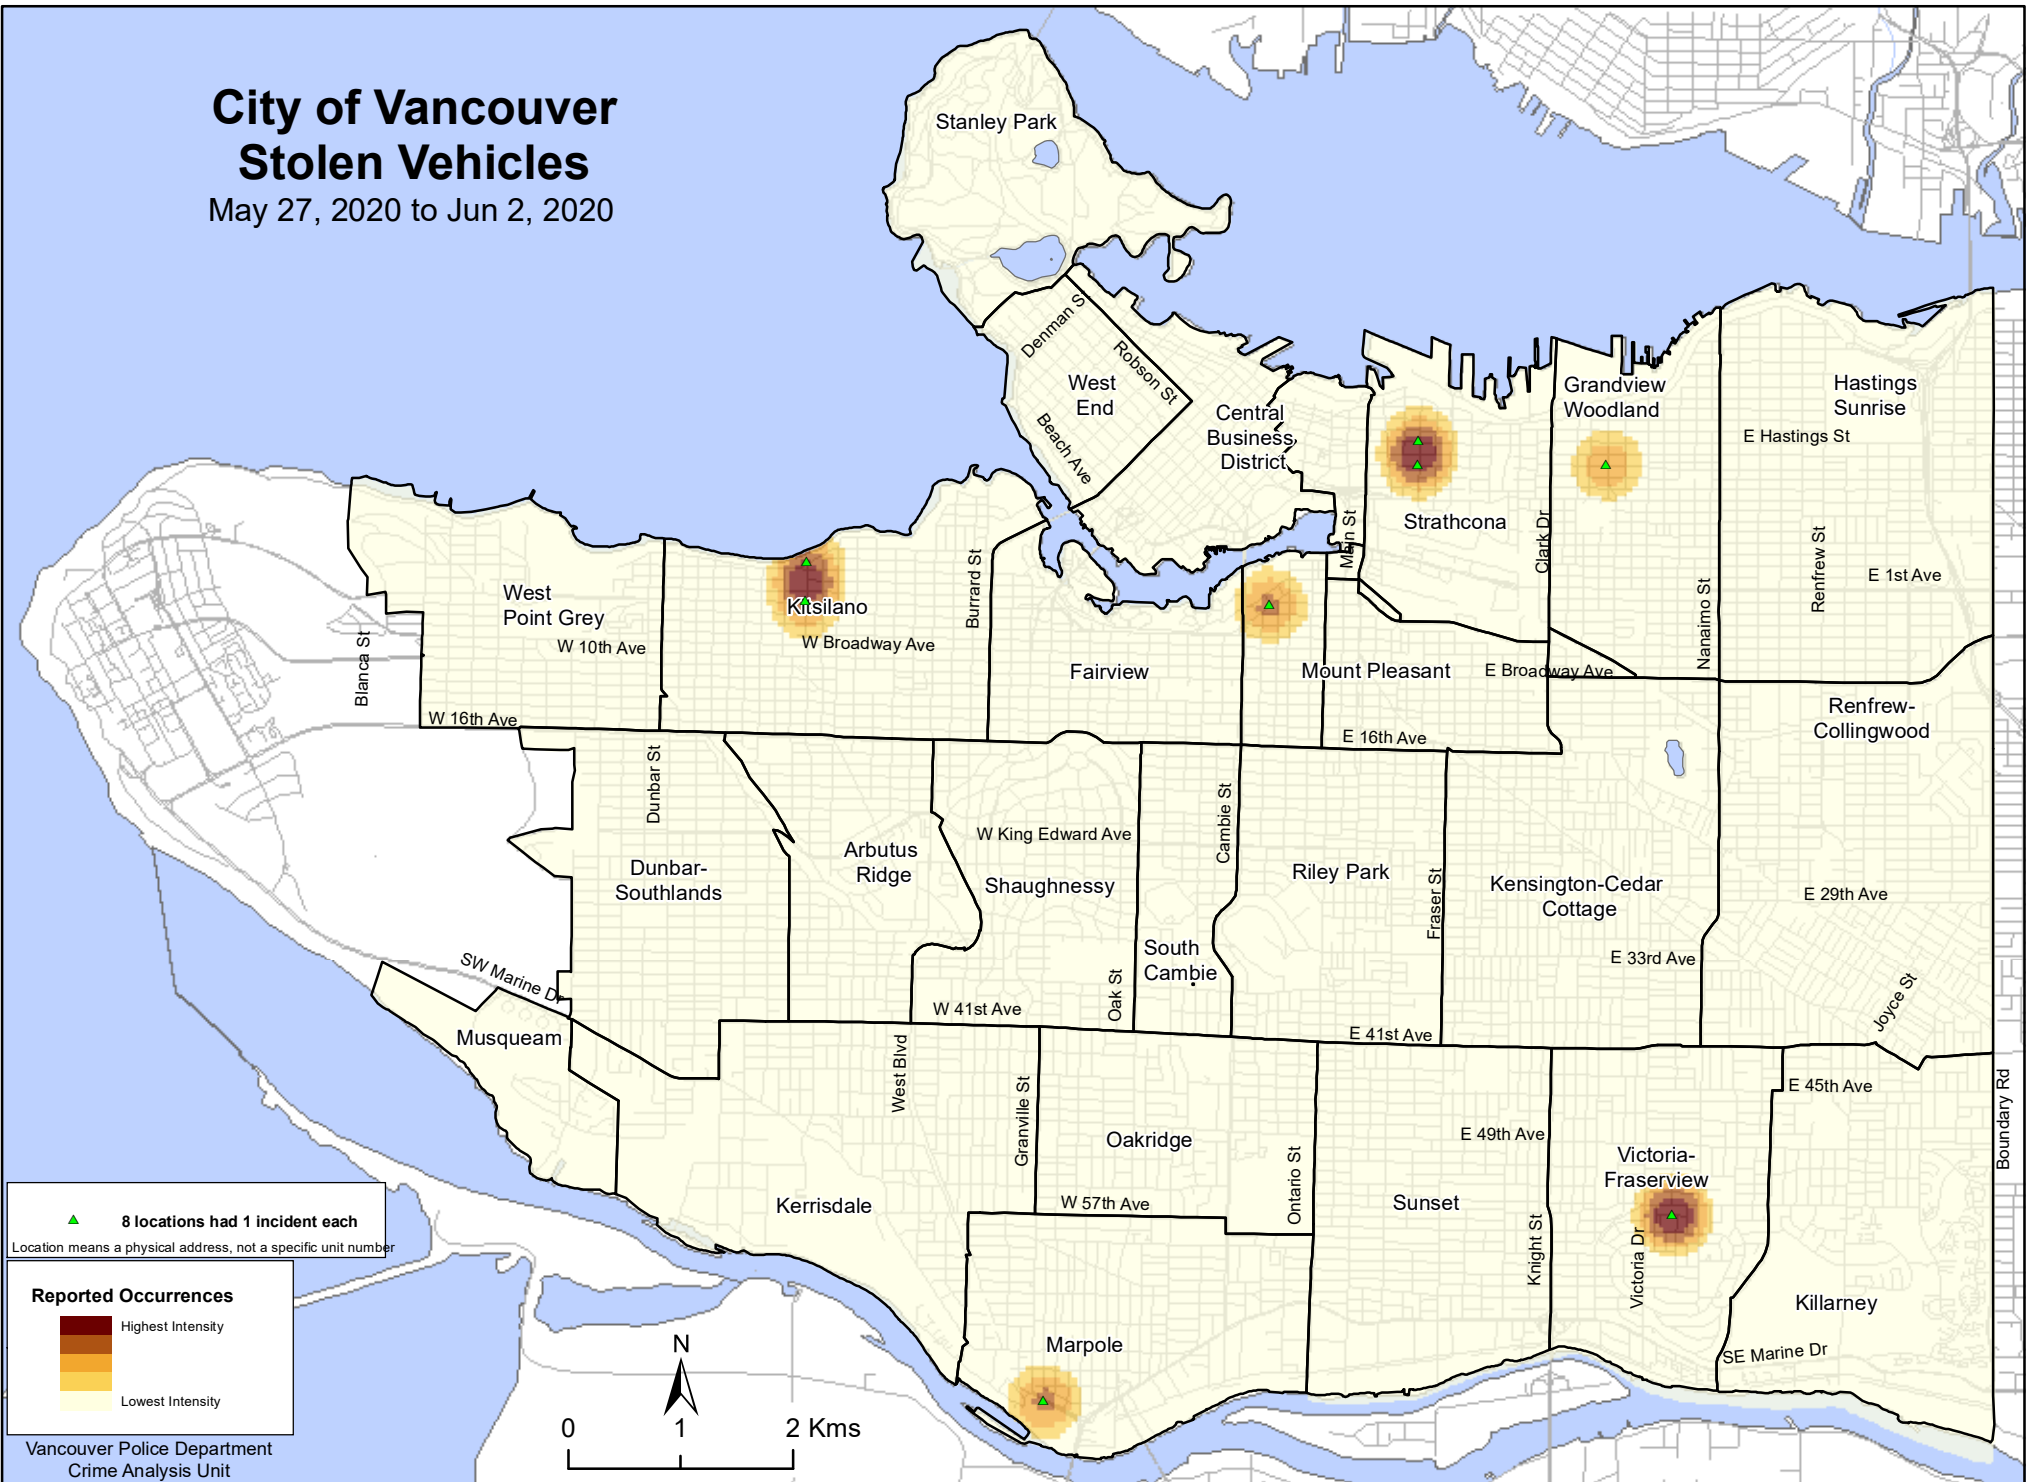 City of Vancouver
Stolen Vehicles
May 27, 2020 to Jun 2, 2020
Stanley Park
Denman S
Robson St
West
End
Beach Ave
Central
Business
District
Main St
Strathcona
Clark Dr
Grandview
Woodland
Hastings
Sunrise
E Hastings St
Renfrew St
E 1st Ave
Nanaimo St
West
Point Grey
W 10th Ave
Blanca St
W 16th Ave
Kitsilano
W Broadway Ave
Burrard St
Fairview
Mount Pleasant
E Broadway Ave
E 16th Ave
Renfrew-
Collingwood
Dunbar St
Dunbar-
Southlands
Arbutus
Ridge
W King Edward Ave
Shaughnessy
Cambie St
South
Cambie
Oak St
Riley Park
Fraser St
Kensington-Cedar
Cottage
E 29th Ave
E 33rd Ave
Joyce St
SW Marine Dr
Musqueam
W 41st Ave
E 41st Ave
West Blvd
Granville St
Oakridge
Ontario St
W 57th Ave
Kerrisdale
E 49th Ave
Sunset
Knight St
Victoria-
Fraserview
Victoria Dr
E 45th Ave
Boundary Rd
Killarney
SE Marine Dr
Marpole
8 locations had 1 incident each
Location means a physical address, not a specific unit number
Reported Occurrences
Highest Intensity
Lowest Intensity
Vancouver Police Department
Crime Analysis Unit
N
0 1 2 Kms